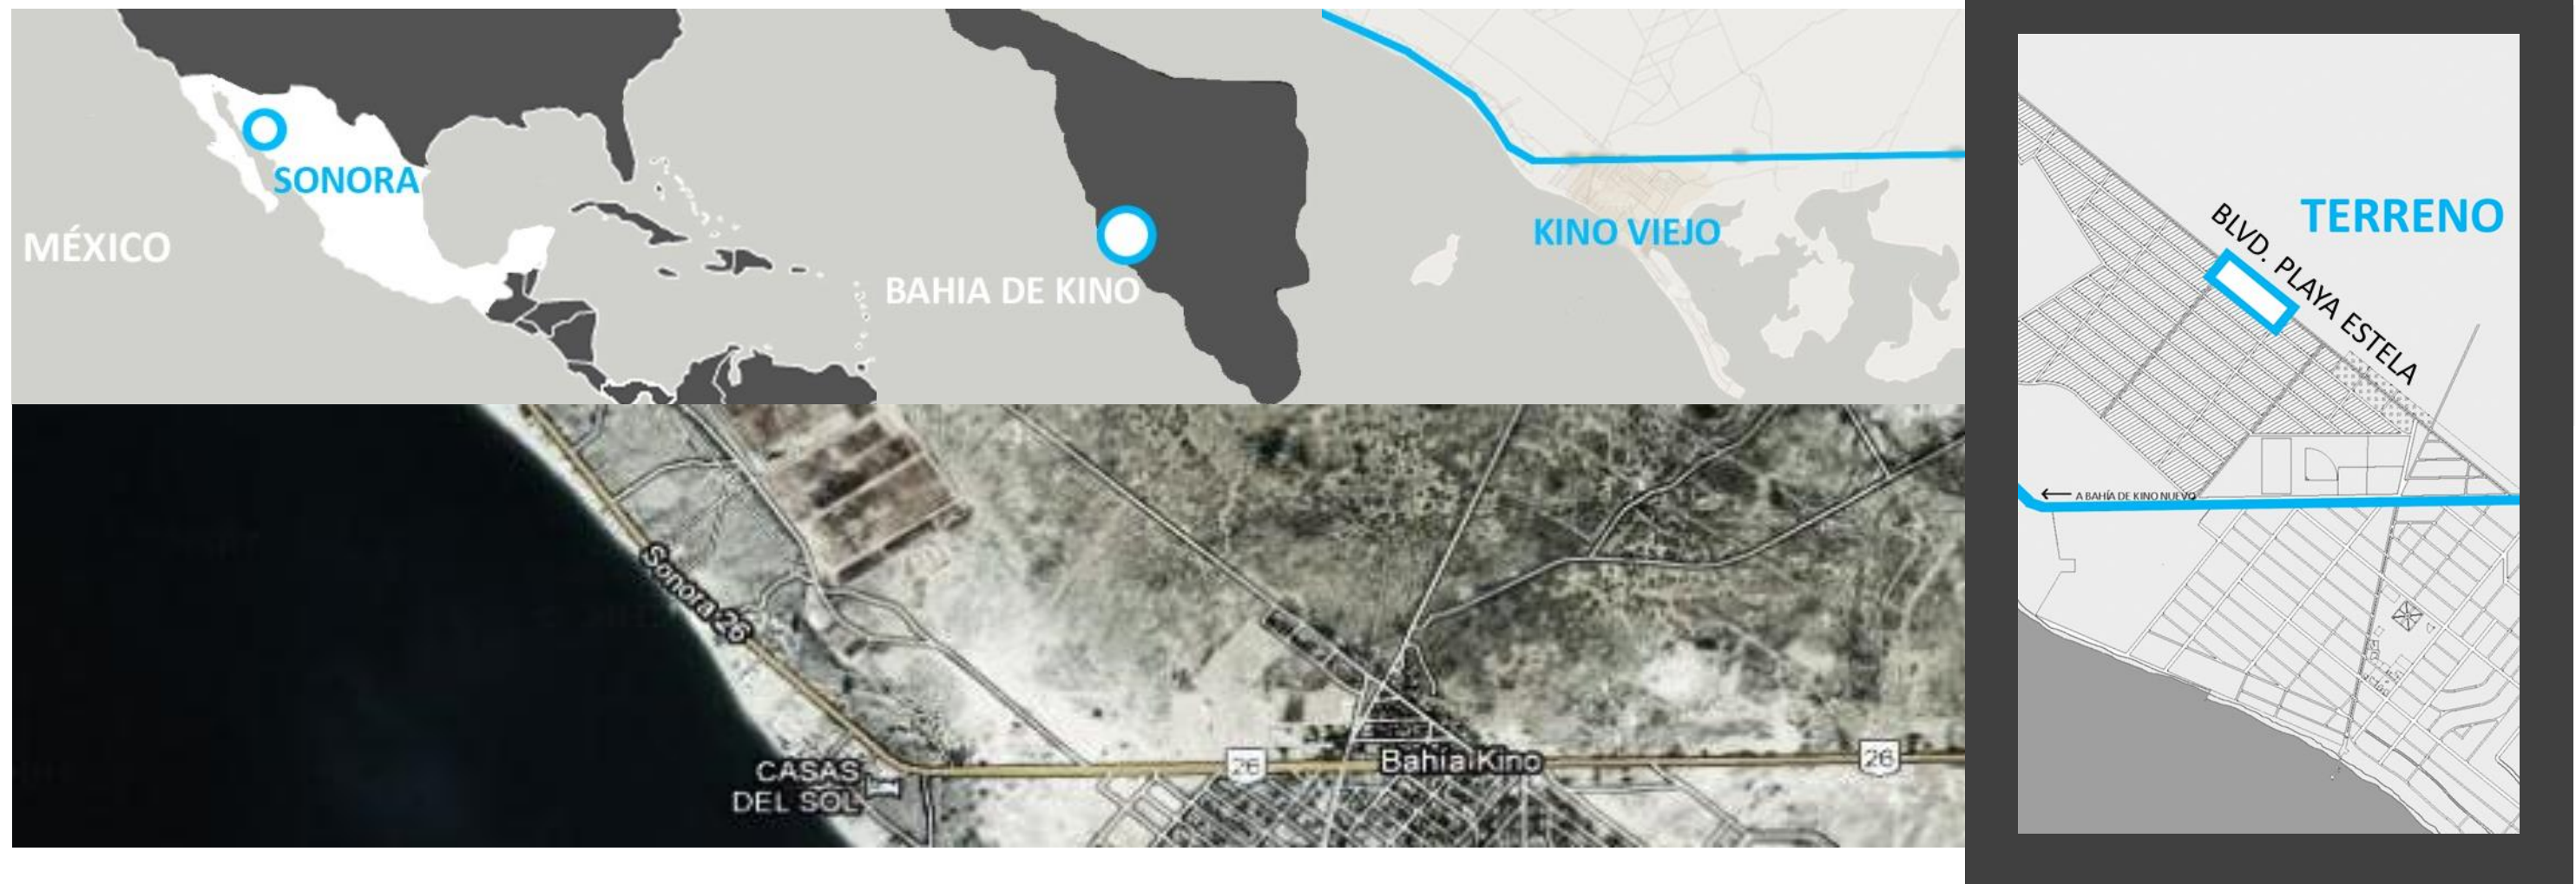 MÉXICO
SONORA
BAHIA DE KINO
KINO VIEJO
TERRENO
BLVD. PLAYA ESTELA
A BAHÍA DE KINO NUEVO
Sonora 26
CASAS
DEL SOL
26
Bahía Kino
26